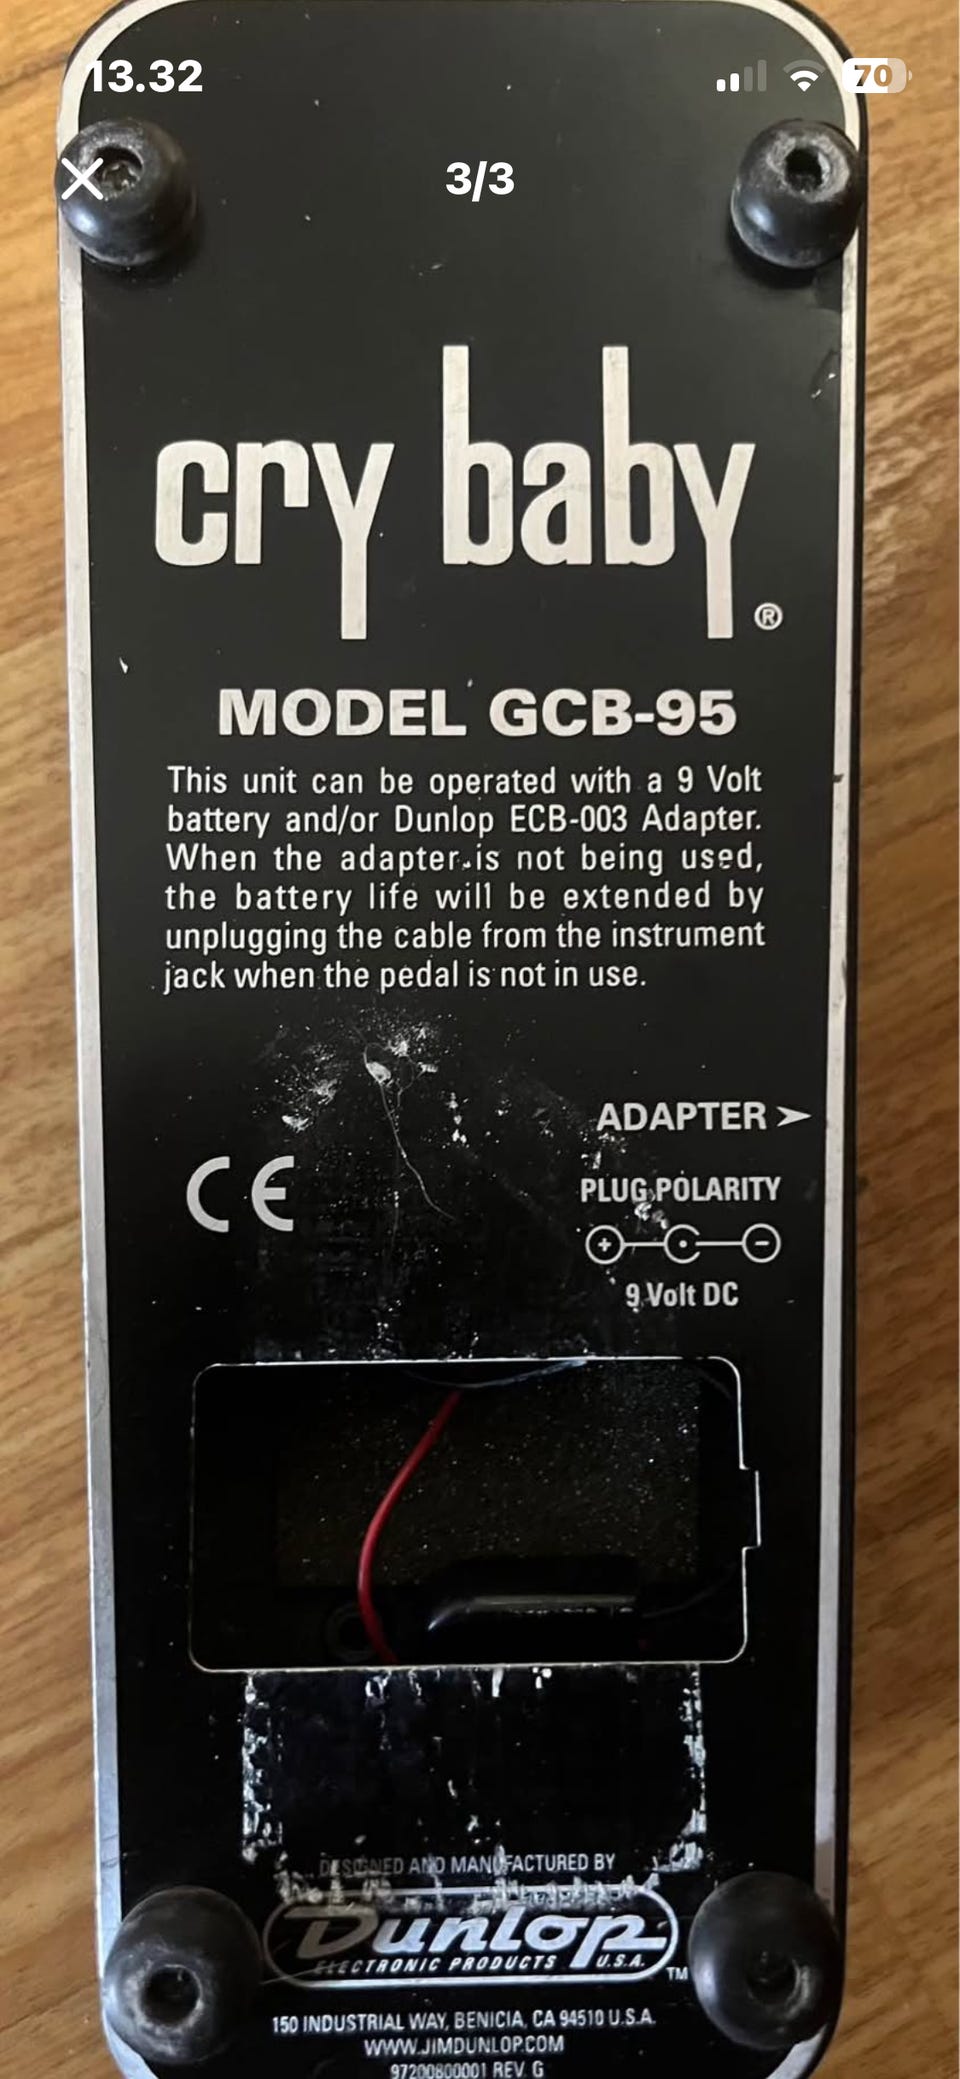 13.32
70
3/3
cry baby®
MODEL GCB-95
This unit can be operated with a 9 Volt
battery and/or Dunlop ECB-003 Adapter.
When the adapter is not being used,
the battery life will be extended by
unplugging the cable from the instrument
jack when the pedal is not in use.
ADAPTER ➤
CE
PLUG POLARITY
+ -
9 Volt DC
DESIGNED AND MANUFACTURED BY
Dunlop
ELECTRONIC PRODUCTS U.S.A.
TM
150 INDUSTRIAL WAY, BENICIA, CA 94510 U.S.A.
WWW.JIMDUNLOP.COM
97200800001 REV. G